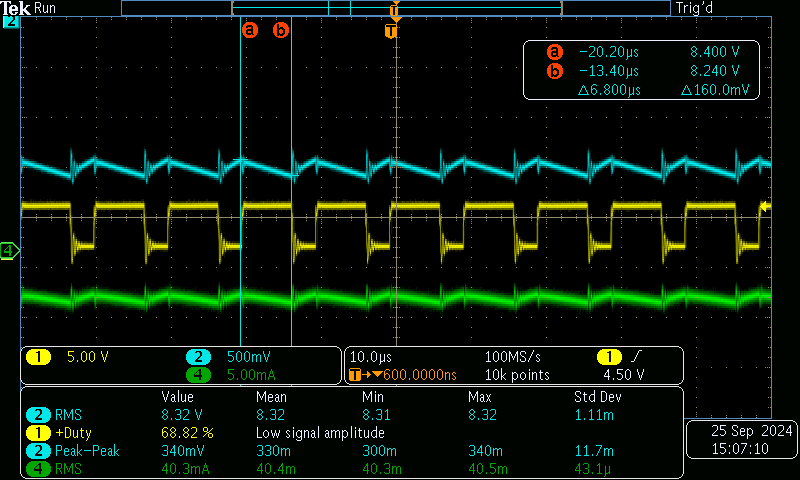 Tek Run Trig'd
2
T
a b T
a −20.20µs 8.400 V
b −13.40µs 8.240 V
△6.800µs △160.0mV
4
1 5.00 V 2 500mV 10.0µs 100MS/s 1 4.50 V
4 5.00mA T→▼600.0000ns 10k points
Value Mean Min Max Std Dev
2 RMS 8.32 V 8.32 8.31 8.32 1.11m
1 +Duty 68.82 % Low signal amplitude
2 Peak−Peak 340mV 330m 300m 340m 11.7m
4 RMS 40.3mA 40.4m 40.3m 40.5m 43.1µ
25 Sep 2024
15:07:10